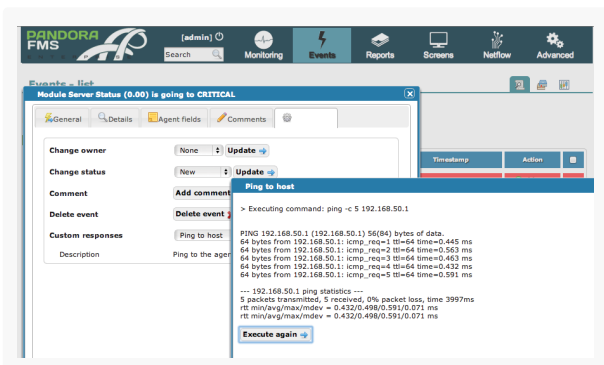 PANDORA
FMS
[admin]
Search
Monitoring
Events
Reports
Screens
Netflow
Advanced
Events - list
Module Server Status (0.00) is going to CRITICAL
General
Details
Agent fields
Comments
Change owner
None
Update
Timestamp
Action
Change status
New
Update
Comment
Add comment
Delete event
Delete event
Custom responses
Ping to host
Description
Ping to the agen
Ping to host
> Executing command: ping -c 5 192.168.50.1
PING 192.168.50.1 (192.168.50.1) 56(84) bytes of data.
64 bytes from 192.168.50.1: icmp_req=1 ttl=64 time=0.445 ms
64 bytes from 192.168.50.1: icmp_req=2 ttl=64 time=0.563 ms
64 bytes from 192.168.50.1: icmp_req=3 ttl=64 time=0.463 ms
64 bytes from 192.168.50.1: icmp_req=4 ttl=64 time=0.432 ms
64 bytes from 192.168.50.1: icmp_req=5 ttl=64 time=0.591 ms
--- 192.168.50.1 ping statistics ---
5 packets transmitted, 5 received, 0% packet loss, time 3997ms
rtt min/avg/max/mdev = 0.432/0.498/0.591/0.071 ms
rtt min/avg/max/mdev = 0.432/0.498/0.591/0.071 ms
Execute again